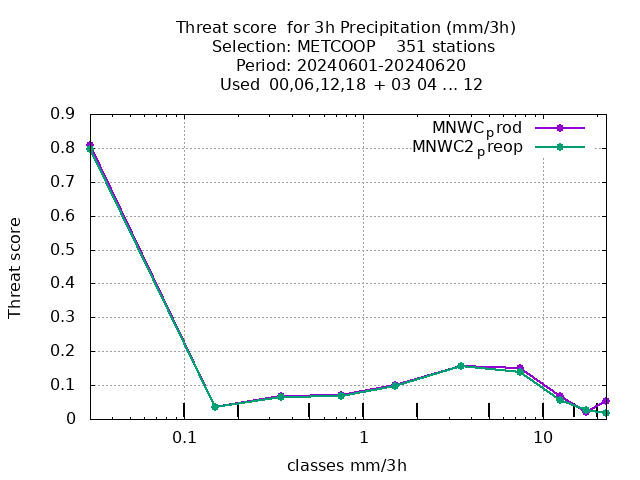 Threat score  for 3h Precipitation (mm/3h)
Selection: METCOOP    351 stations
Period: 20240601-20240620
Used 00,06,12,18 + 03 04 ... 12
MNWCprod
MNWC2preop
0.9
0.8
0.7
0.6
0.5
0.4
0.3
0.2
0.1
0
Threat score
0.1 1 10
classes mm/3h